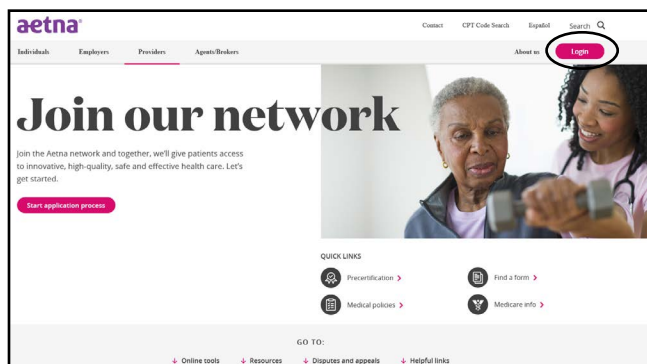 aetna®
Contact CPT Code Search Español Search
Individuals Employers Providers Agents/Brokers About us Login
Join our network
Join the Aetna network and together, we'll give patients access
to innovative, high-quality, safe and effective health care. Let's
get started.
Start application process
QUICK LINKS
Precertification Find a form
Medical policies Medicare info
GO TO:
Online tools Resources Disputes and appeals Helpful links